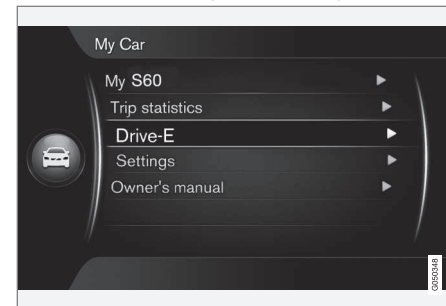 My Car
My S60
Trip statistics
Drive-E
Settings
Owner's manual
G050348